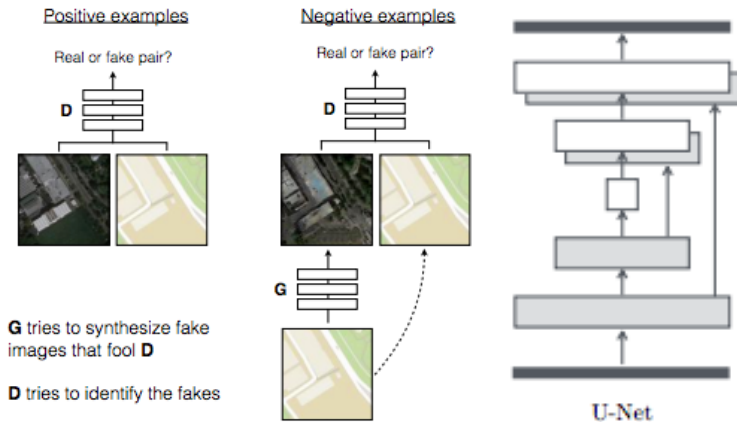 Positive examples
Real or fake pair?
D
G tries to synthesize fake
images that fool D
D tries to identify the fakes
Negative examples
Real or fake pair?
D
G
U-Net